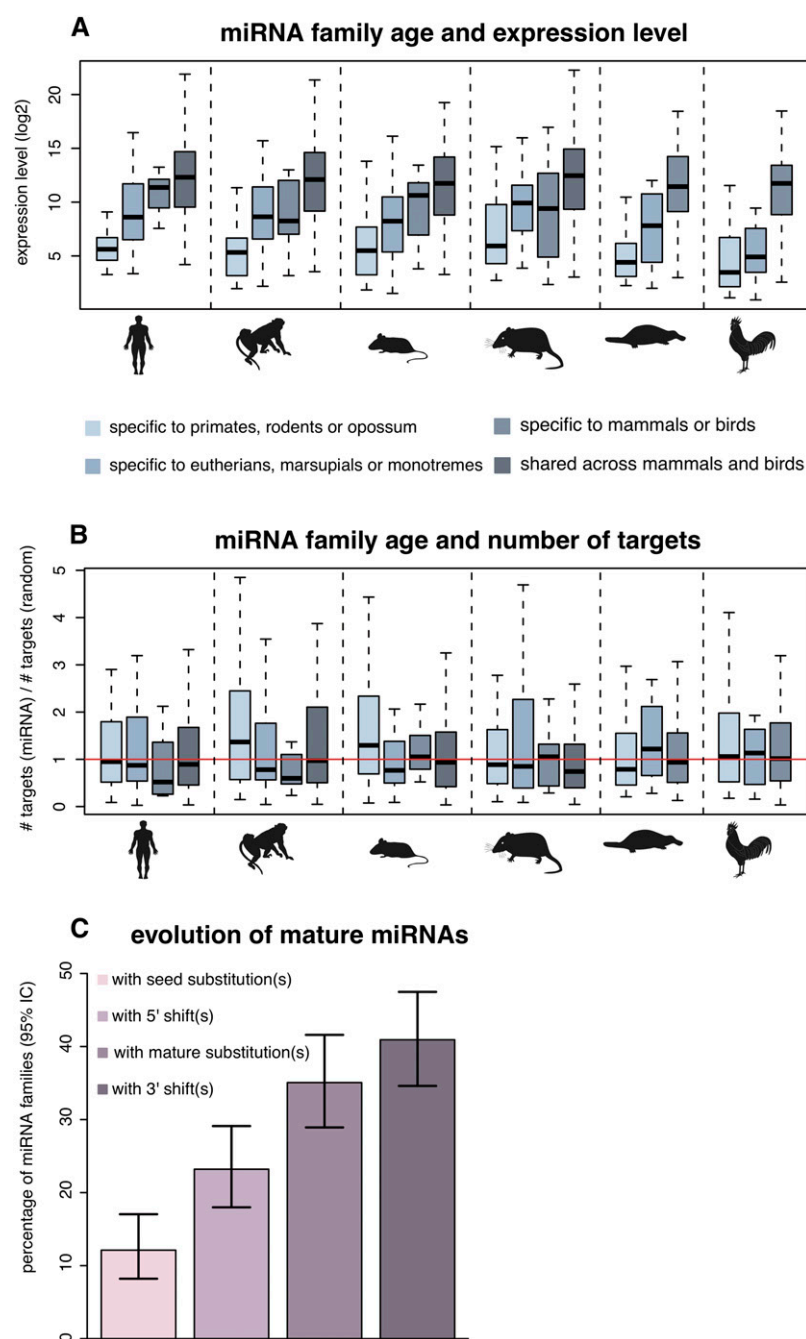 A
miRNA family age and expression level
expression level (log2)
20
15
10
5
specific to primates, rodents or opossum
specific to mammals or birds
specific to eutherians, marsupials or monotremes
shared across mammals and birds
B
miRNA family age and number of targets
# targets (miRNA) / # targets (random)
5
4
3
2
1
0
C
evolution of mature miRNAs
percentage of miRNA families (95% IC)
50
40
30
20
10
0
with seed substitution(s)
with 5' shift(s)
with mature substitution(s)
with 3' shift(s)